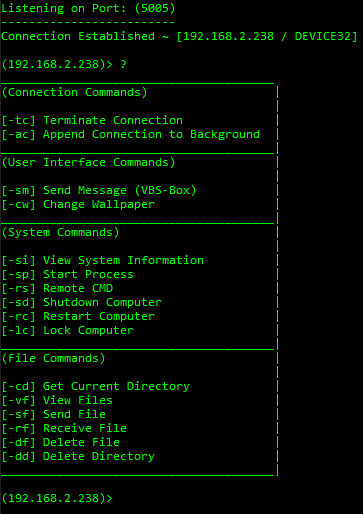 Listening on Port: (5005)
-------------------------
Connection Established ~ [192.168.2.238 / DEVICE32]
(192.168.2.238)> ?
(Connection Commands)
[-tc] Terminate Connection
[-ac] Append Connection to Background
(User Interface Commands)
[-sm] Send Message (VBS-Box)
[-cw] Change Wallpaper
(System Commands)
[-si] View System Information
[-sp] Start Process
[-rs] Remote CMD
[-sd] Shutdown Computer
[-rc] Restart Computer
[-lc] Lock Computer
(File Commands)
[-cd] Get Current Directory
[-vf] View Files
[-sf] Send File
[-rf] Receive File
[-df] Delete File
[-dd] Delete Directory
(192.168.2.238)>